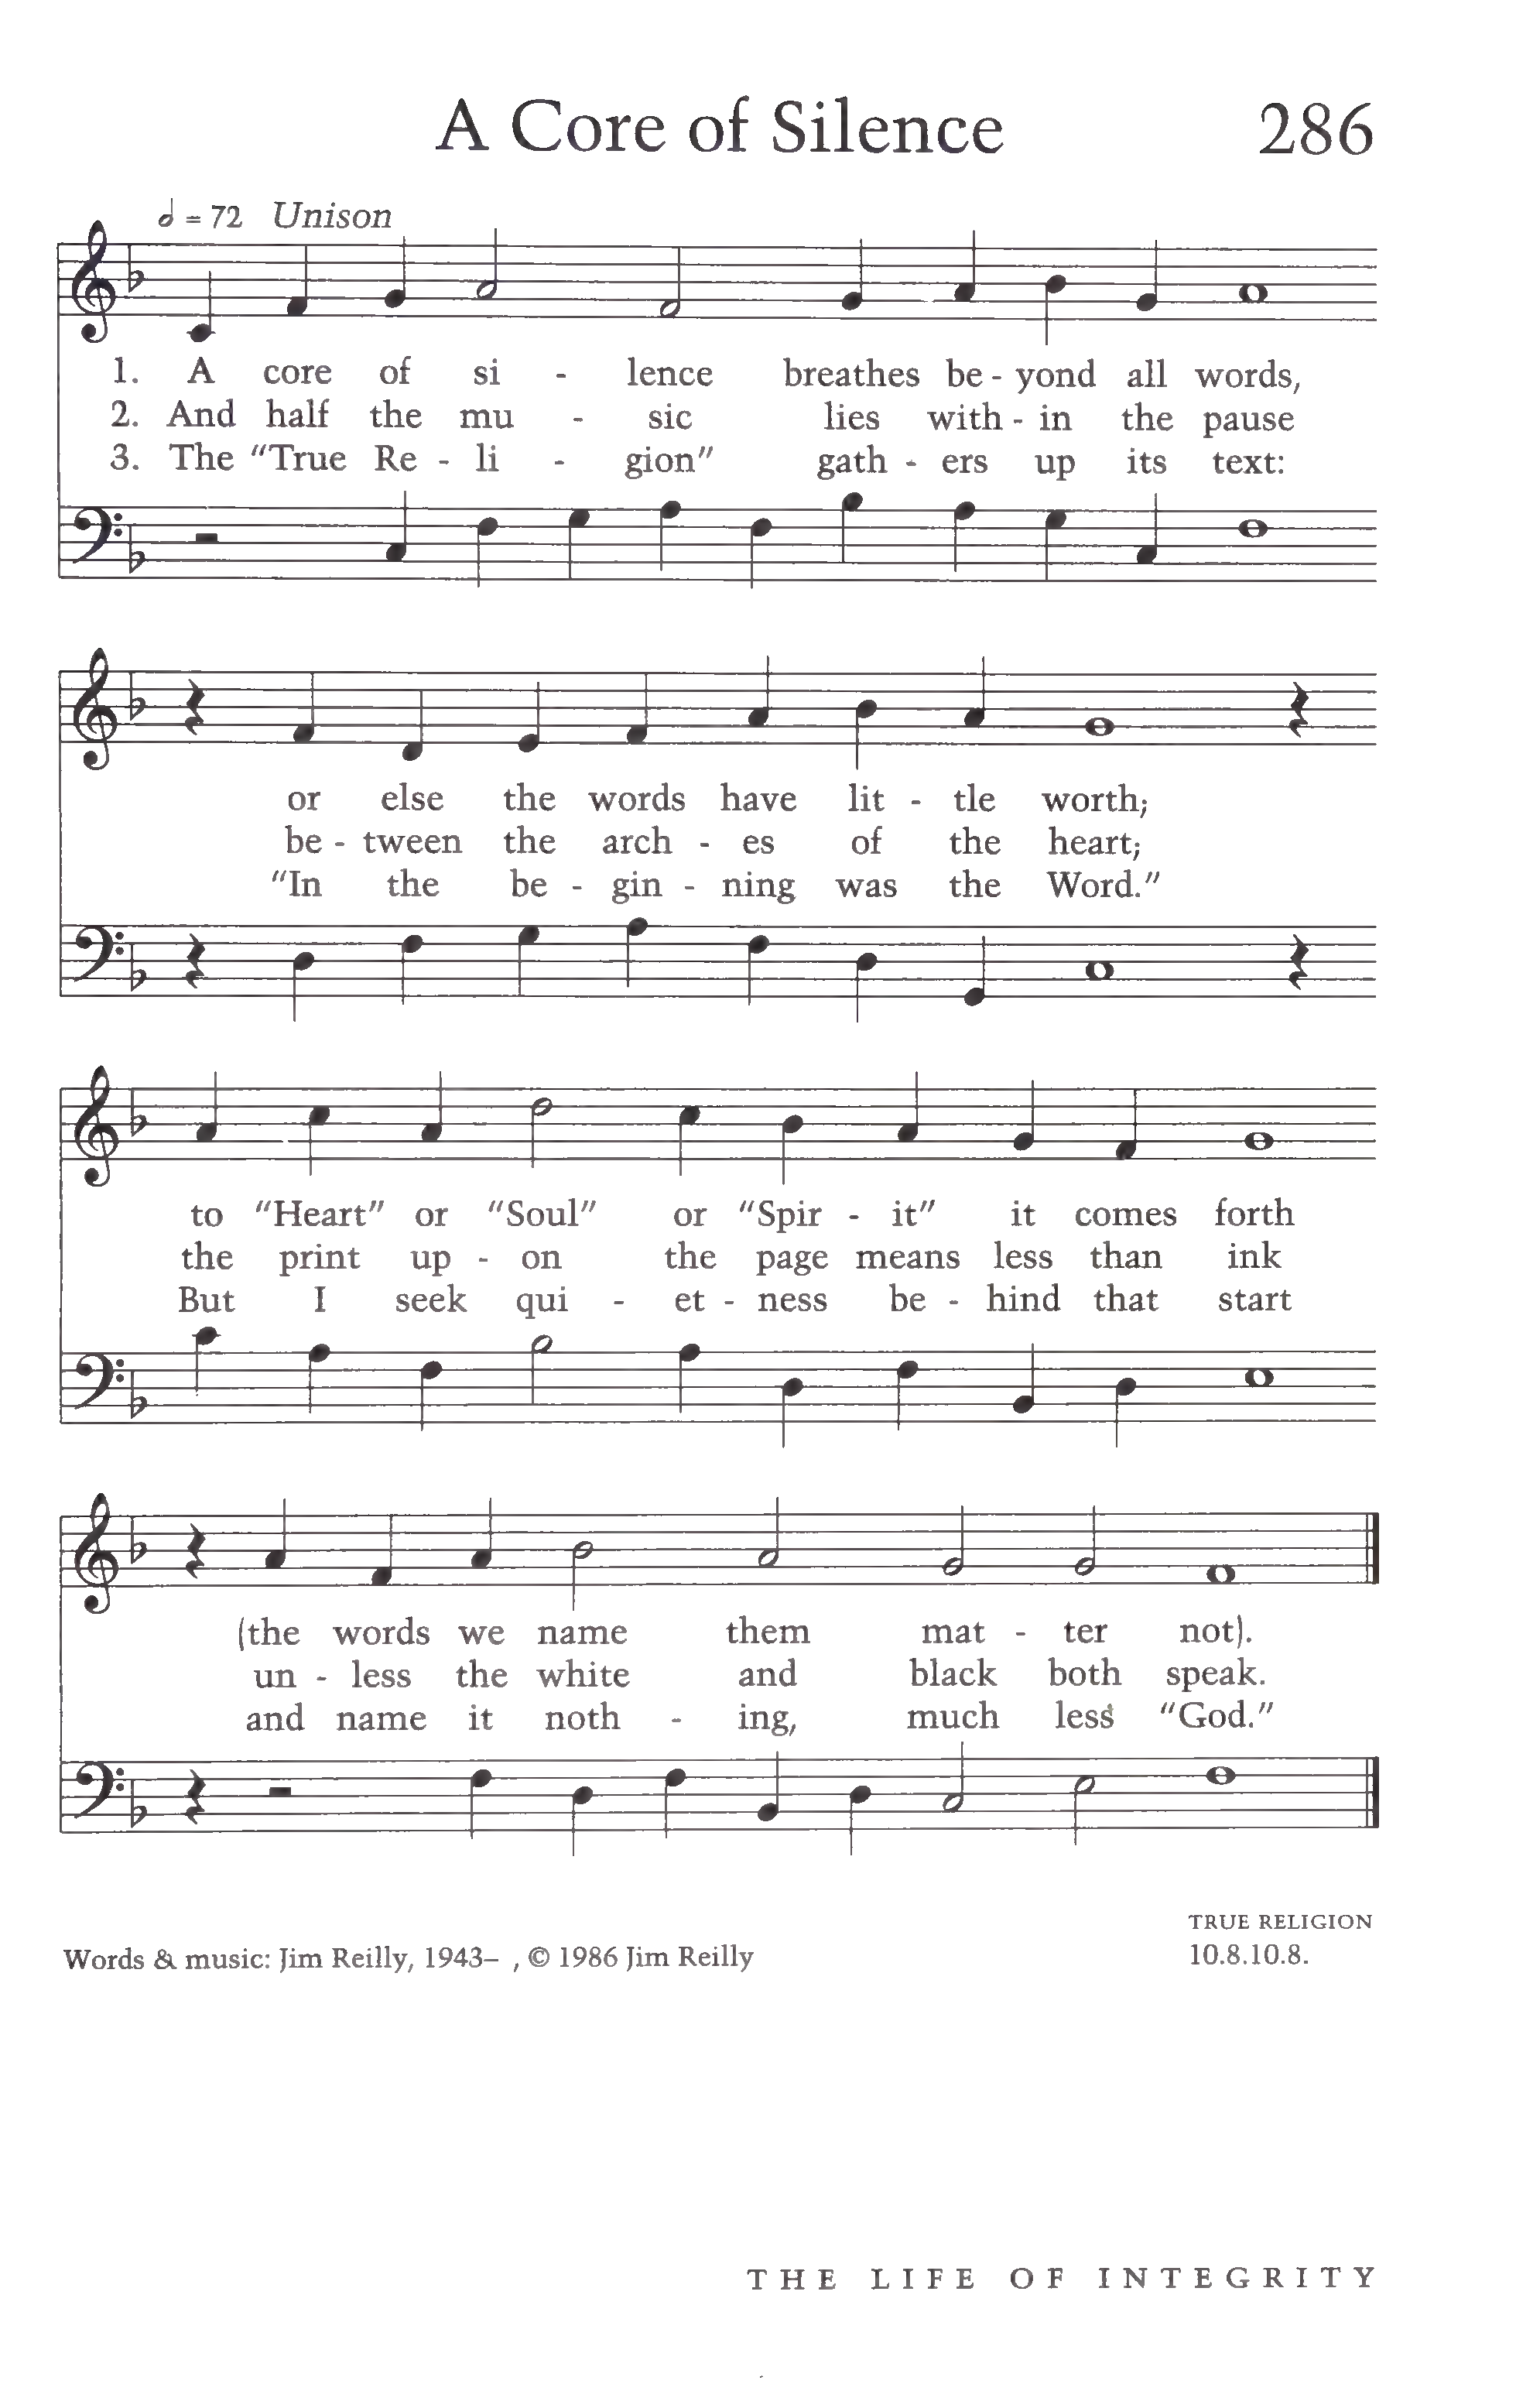 A Core of Silence 286
𝅗𝅥 = 72 Unison
1. A core of si - lence breathes be - yond all words,
2. And half the mu - sic lies with - in the pause
3. The "True Re - li - gion" gath - ers up its text:
or else the words have lit - tle worth;
be - tween the arch - es of the heart;
"In the be - gin - ning was the Word."
to "Heart" or "Soul" or "Spir - it" it comes forth
the print up - on the page means less than ink
But I seek qui - et - ness be - hind that start
(the words we name them mat - ter not).
un - less the white and black both speak.
and name it noth - ing, much less "God."
TRUE RELIGION
Words & music: Jim Reilly, 1943– , © 1986 Jim Reilly 10.8.10.8.
THE LIFE OF INTEGRITY